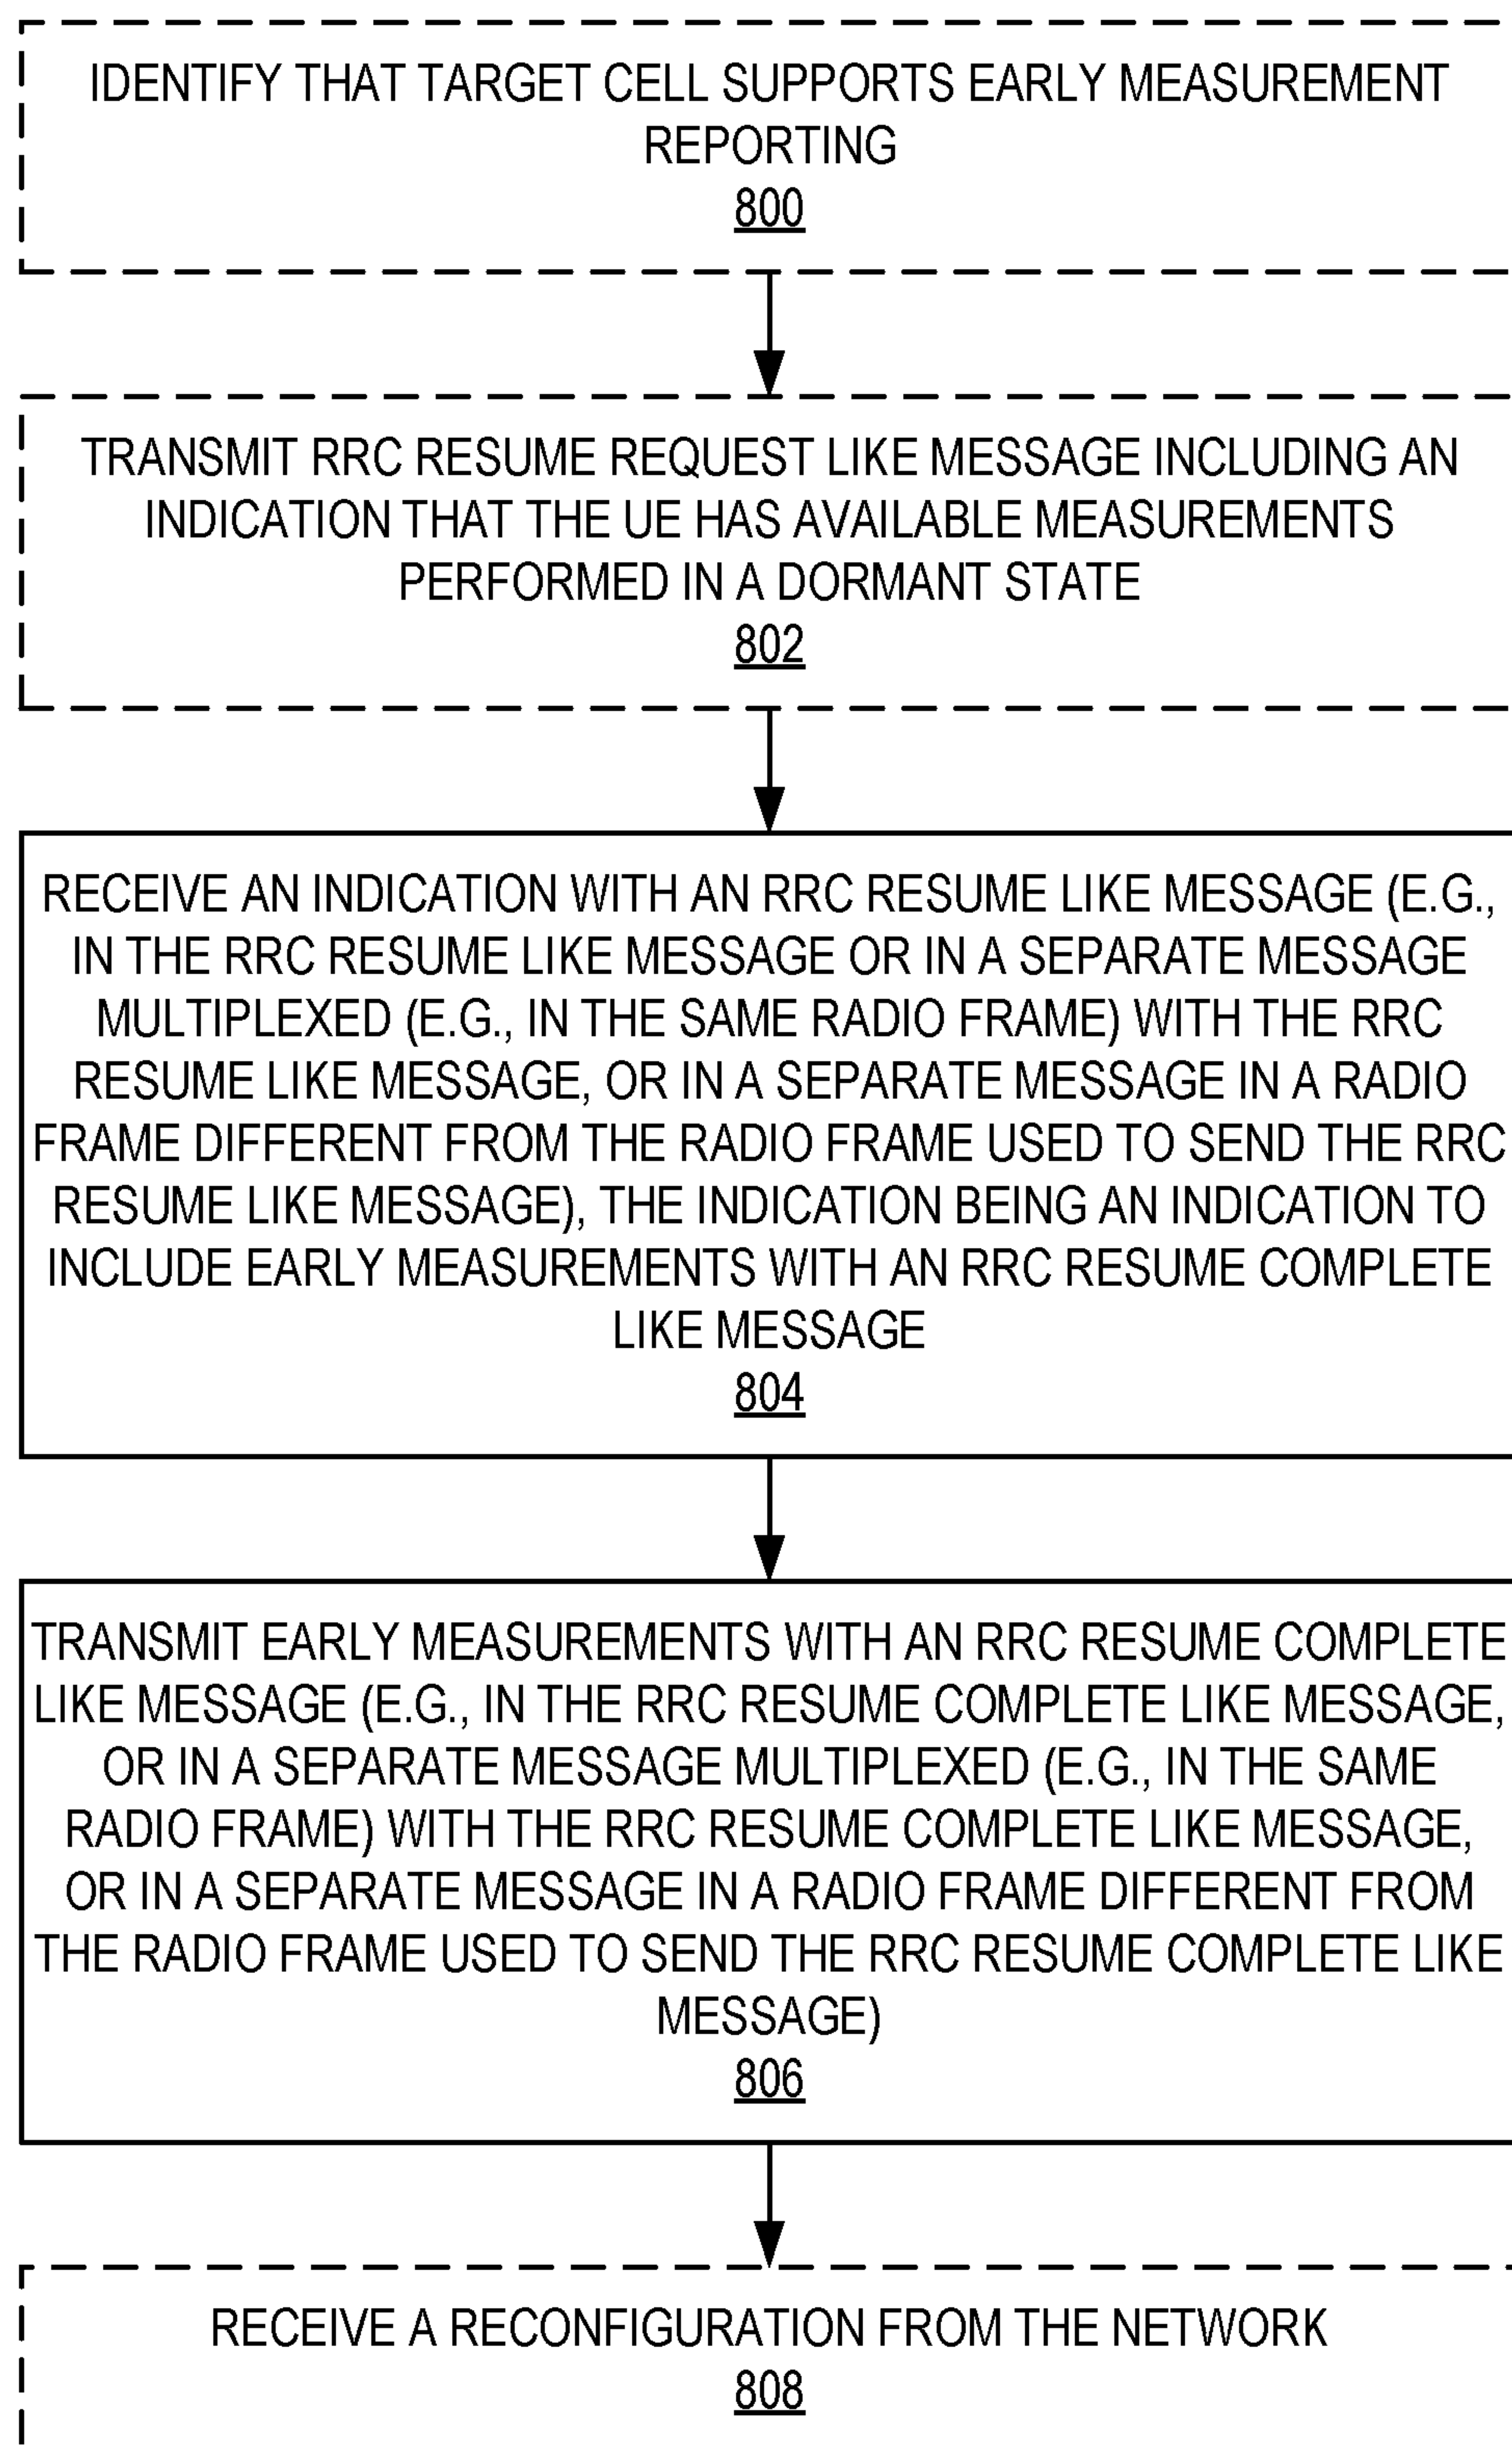 IDENTIFY THAT TARGET CELL SUPPORTS EARLY MEASUREMENT
REPORTING
800
TRANSMIT RRC RESUME REQUEST LIKE MESSAGE INCLUDING AN
INDICATION THAT THE UE HAS AVAILABLE MEASUREMENTS
PERFORMED IN A DORMANT STATE
802
RECEIVE AN INDICATION WITH AN RRC RESUME LIKE MESSAGE (E.G.,
IN THE RRC RESUME LIKE MESSAGE OR IN A SEPARATE MESSAGE
MULTIPLEXED (E.G., IN THE SAME RADIO FRAME) WITH THE RRC
RESUME LIKE MESSAGE, OR IN A SEPARATE MESSAGE IN A RADIO
FRAME DIFFERENT FROM THE RADIO FRAME USED TO SEND THE RRC
RESUME LIKE MESSAGE), THE INDICATION BEING AN INDICATION TO
INCLUDE EARLY MEASUREMENTS WITH AN RRC RESUME COMPLETE
LIKE MESSAGE
804
TRANSMIT EARLY MEASUREMENTS WITH AN RRC RESUME COMPLETE
LIKE MESSAGE (E.G., IN THE RRC RESUME COMPLETE LIKE MESSAGE,
OR IN A SEPARATE MESSAGE MULTIPLEXED (E.G., IN THE SAME
RADIO FRAME) WITH THE RRC RESUME COMPLETE LIKE MESSAGE,
OR IN A SEPARATE MESSAGE IN A RADIO FRAME DIFFERENT FROM
THE RADIO FRAME USED TO SEND THE RRC RESUME COMPLETE LIKE
MESSAGE)
806
RECEIVE A RECONFIGURATION FROM THE NETWORK
808